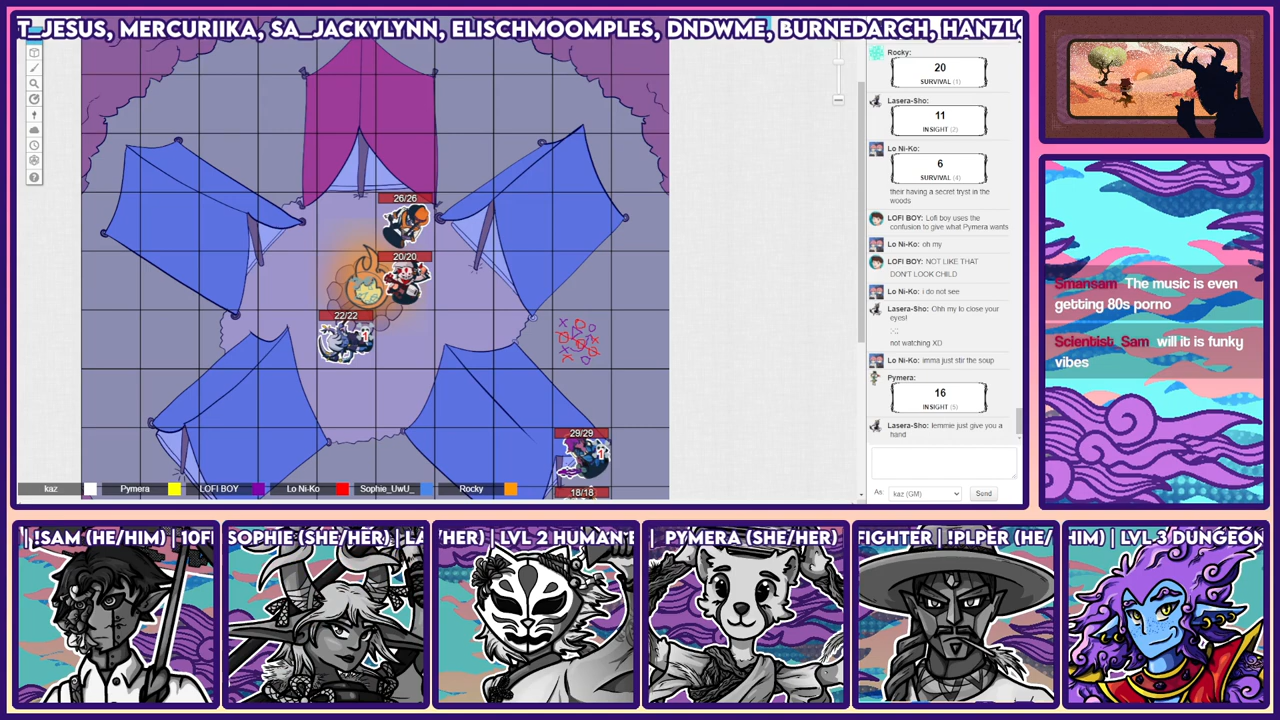 T_JESUS, MERCURIIKA, SA_JACKYLYNN, ELISCHMOOMPLES, DNDWME, BURNEDARCH, HANZL
Rocky:
20
SURVIVAL (1)
Lasera-Sho:
11
INSIGHT (2)
Lo Ni-Ko:
6
SURVIVAL (4)
their having a secret tryst in the
woods
LOFI BOY: Lofi boy uses the
confusion to give what Pymera wants
Lo Ni-Ko: oh my
LOFI BOY: NOT LIKE THAT
DON'T LOOK CHILD
Lo Ni-Ko: i do not see
Lasera-Sho: Ohh my lo close your
eyes!
:-;
not watching XD
Lo Ni-Ko: imma just stir the soup
Pymera:
16
INSIGHT (5)
Lasera-Sho: lemmie just give you a
hand
As: kaz (GM) Send
26/26
20/20
22/22
29/29
18/18
kaz Pymera LOFI BOY Lo Ni-Ko Sophie_UwU_ Rocky
Smansam The music is even
getting 80s porno
Scientist_Sam will it is funky
vibes
| !SAM (HE/HIM) | 10F
SOPHIE (SHE/HER) | LA
/HER) | LVL 2 HUMAN
| PYMERA (SHE/HER)
FIGHTER | !PLPER (HE/
HIM) | LVL 3 DUNGEON